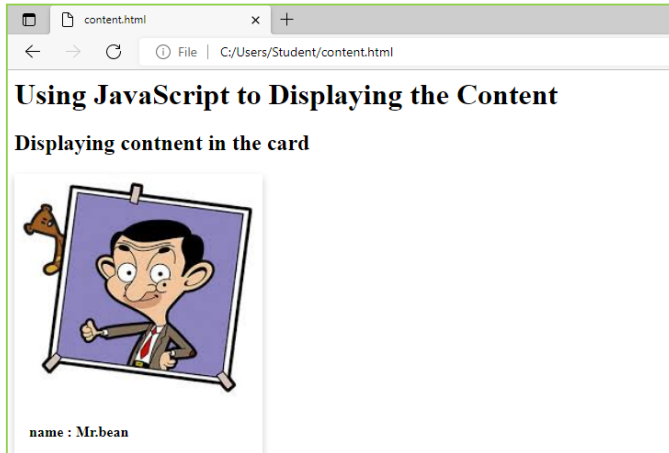 content.html
File | C:/Users/Student/content.html
Using JavaScript to Displaying the Content
Displaying contnent in the card
name : Mr.bean